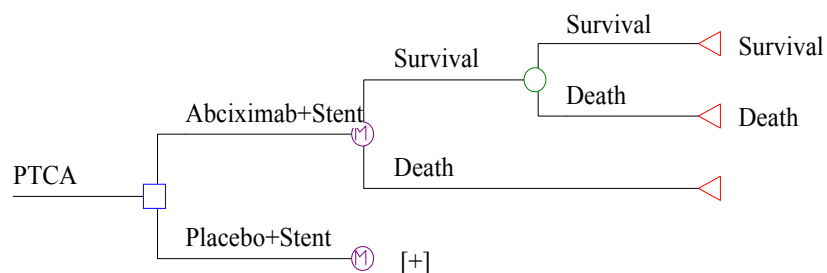 Survival
Survival
Survival
Death
Abciximab+Stent
Death
M
Death
PTCA
Placebo+Stent
M
[+]